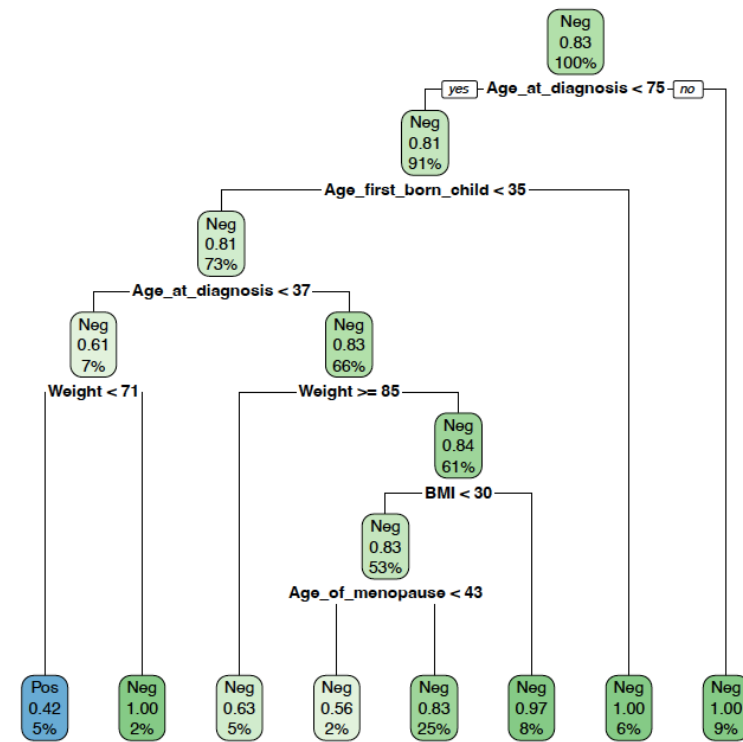 Neg
0.83
100%
yes Age_at_diagnosis < 75 no
Neg
0.81
91%
Age_first_born_child < 35
Neg
0.81
73%
Age_at_diagnosis < 37
Neg
0.61
7%
Neg
0.83
66%
Weight < 71
Weight >= 85
Neg
0.84
61%
BMI < 30
Neg
0.83
53%
Age_of_menopause < 43
Pos
0.42
5%
Neg
1.00
2%
Neg
0.63
5%
Neg
0.56
2%
Neg
0.83
25%
Neg
0.97
8%
Neg
1.00
6%
Neg
1.00
9%